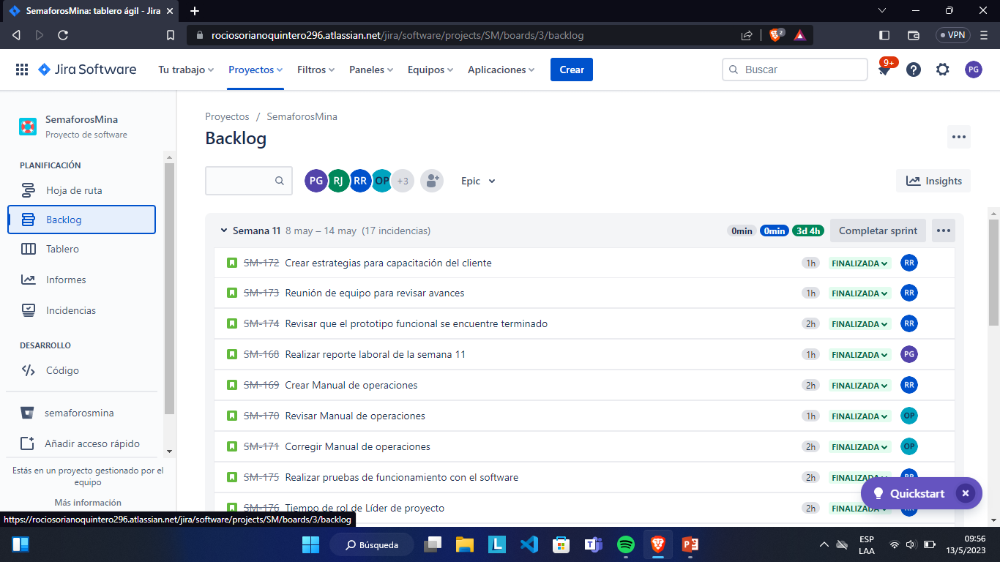 SemaforosMina: tablero ágil - Jira
rociosorianoquintero296.atlassian.net/jira/software/projects/SM/boards/3/backlog
2
VPN
Jira Software
Tu trabajo
Proyectos
Filtros
Paneles
Equipos
Aplicaciones
Crear
Buscar
9+
PG
SemaforosMina
Proyecto de software
PLANIFICACIÓN
Hoja de ruta
Backlog
Tablero
Informes
Incidencias
DESARROLLO
Código
semaforosmina
Añadir acceso rápido
Estás en un proyecto gestionado por el
equipo
Más información
Proyectos / SemaforosMina
Backlog
PG RJ RR OP +3
Epic
Insights
Semana 11 8 may – 14 may (17 incidencias) 0min 0min 3d 4h Completar sprint
SM-172 Crear estrategias para capacitación del cliente 1h FINALIZADA RR
SM-173 Reunión de equipo para revisar avances 1h FINALIZADA RR
SM-174 Revisar que el prototipo funcional se encuentre terminado 2h FINALIZADA RR
SM-168 Realizar reporte laboral de la semana 11 1h FINALIZADA PG
SM-169 Crear Manual de operaciones 2h FINALIZADA RR
SM-170 Revisar Manual de operaciones 1h FINALIZADA OP
SM-171 Corregir Manual de operaciones 2h FINALIZADA OP
SM-175 Realizar pruebas de funcionamiento con el software 2h FINALIZADA RR
SM-176 Tiempo de rol de Líder de proyecto 2h FINALIZADA RR
Quickstart
https://rociosorianoquintero296.atlassian.net/jira/software/projects/SM/boards/3/backlog
Búsqueda
ESP
LAA
09:56
13/5/2023